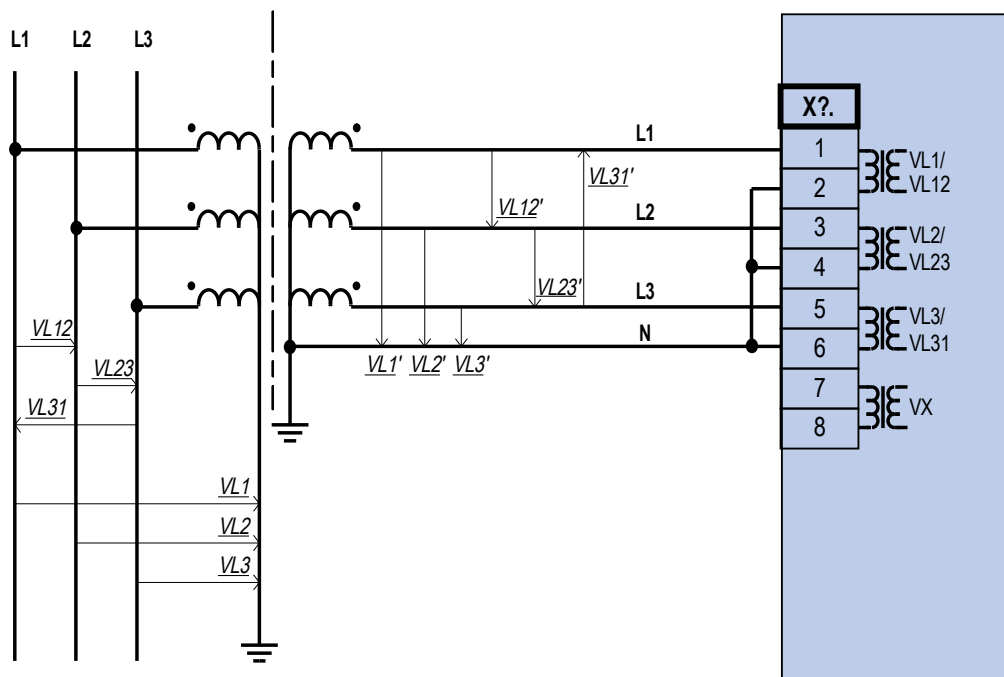 L1 L2 L3
X?.
L1
1
VL1/
VL31'
2
VL12
VL12'
L2
3
VL2/
4
VL23
VL23'
L3
5
VL3/
VL12
N
6
VL31
VL23
VL1' VL2' VL3'
7
VX
VL31
8
VL1
VL2
VL3